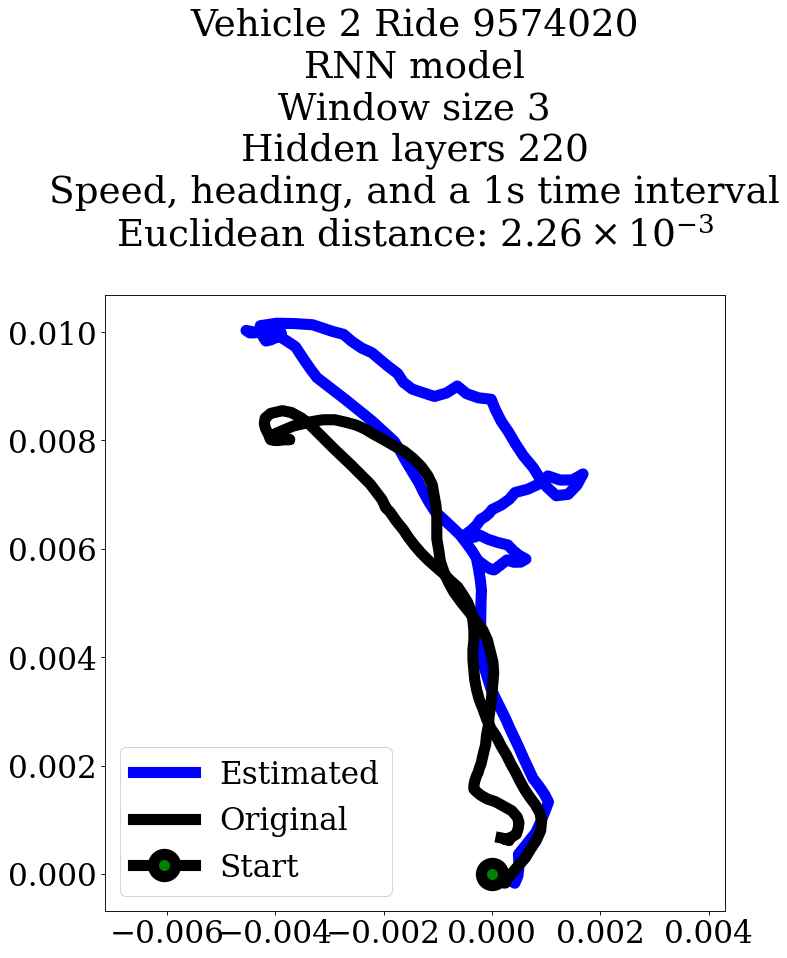 Vehicle 2 Ride 9574020
RNN model
Window size 3
Hidden layers 220
Speed, heading, and a 1s time interval
Euclidean distance: 2.26 × 10⁻³
0.010
0.008
0.006
0.004
0.002
0.000
Estimated
Original
Start
−0.006 −0.004 −0.002 0.000 0.002 0.004